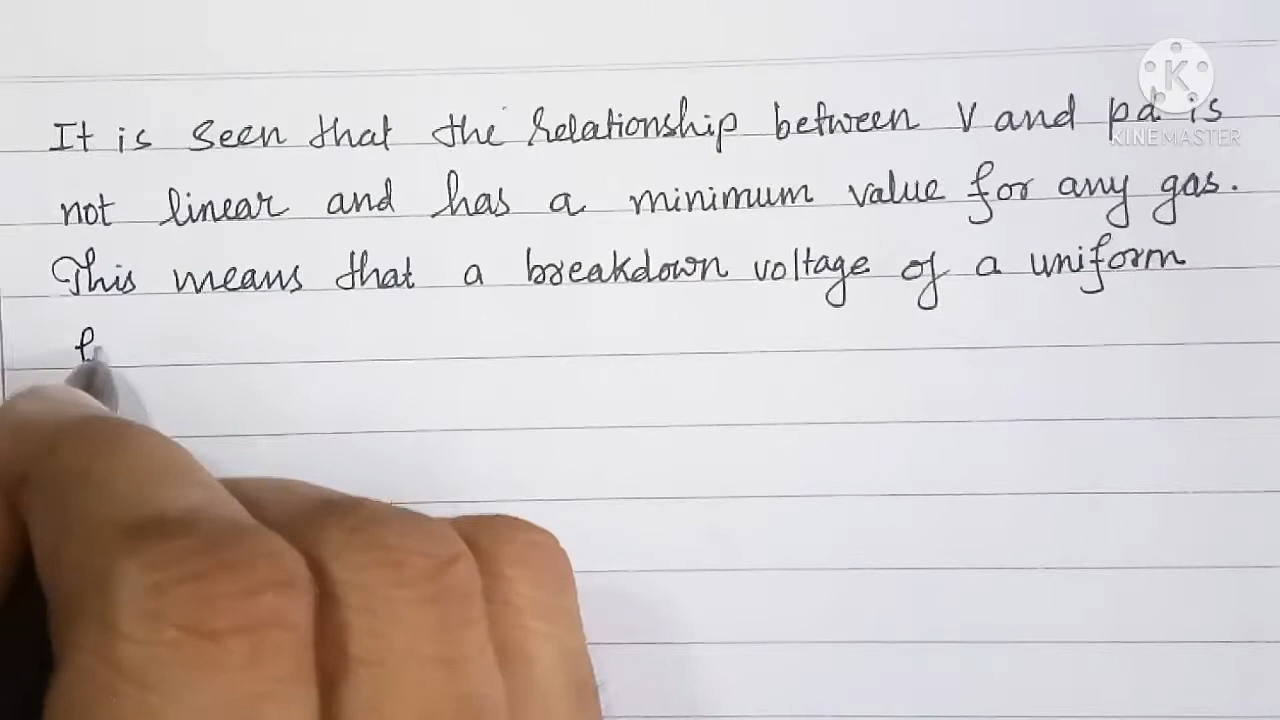 It is seen that the relationship between V and pd is
not linear and has a minimum value for any gas.
This means that a breakdown voltage of a uniform
K
KINEMASTER